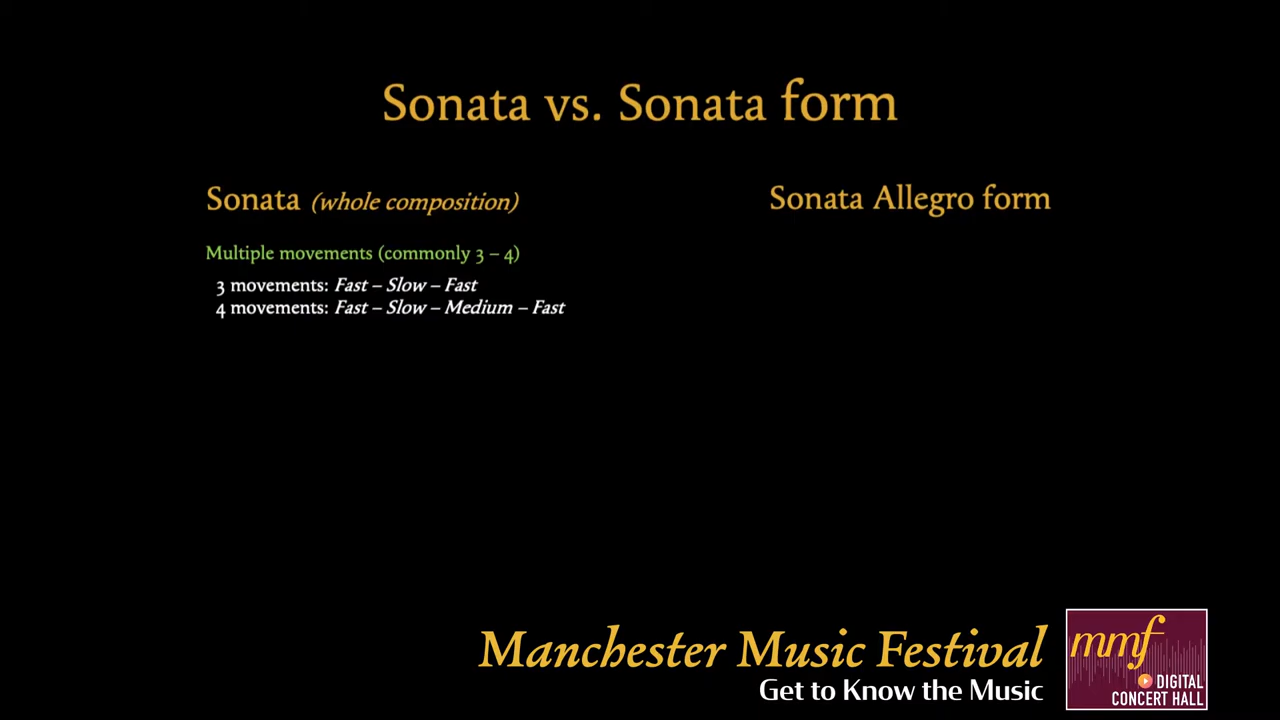 Sonata vs. Sonata form
Sonata (whole composition)
Multiple movements (commonly 3 – 4)
3 movements: Fast – Slow – Fast
4 movements: Fast – Slow – Medium – Fast
Sonata Allegro form
Manchester Music Festival
Get to Know the Music
mmf
DIGITAL
CONCERT HALL